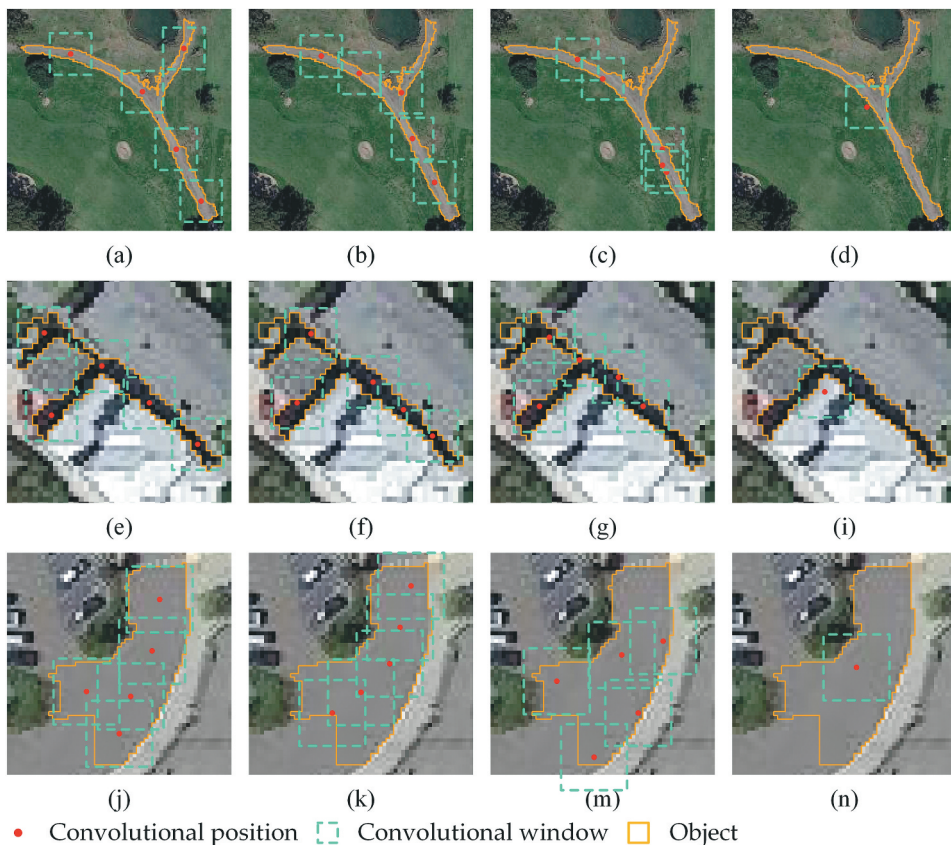 (a) (b) (c) (d)
(e) (f) (g) (i)
(j) (k) (m) (n)
Convolutional position Convolutional window Object